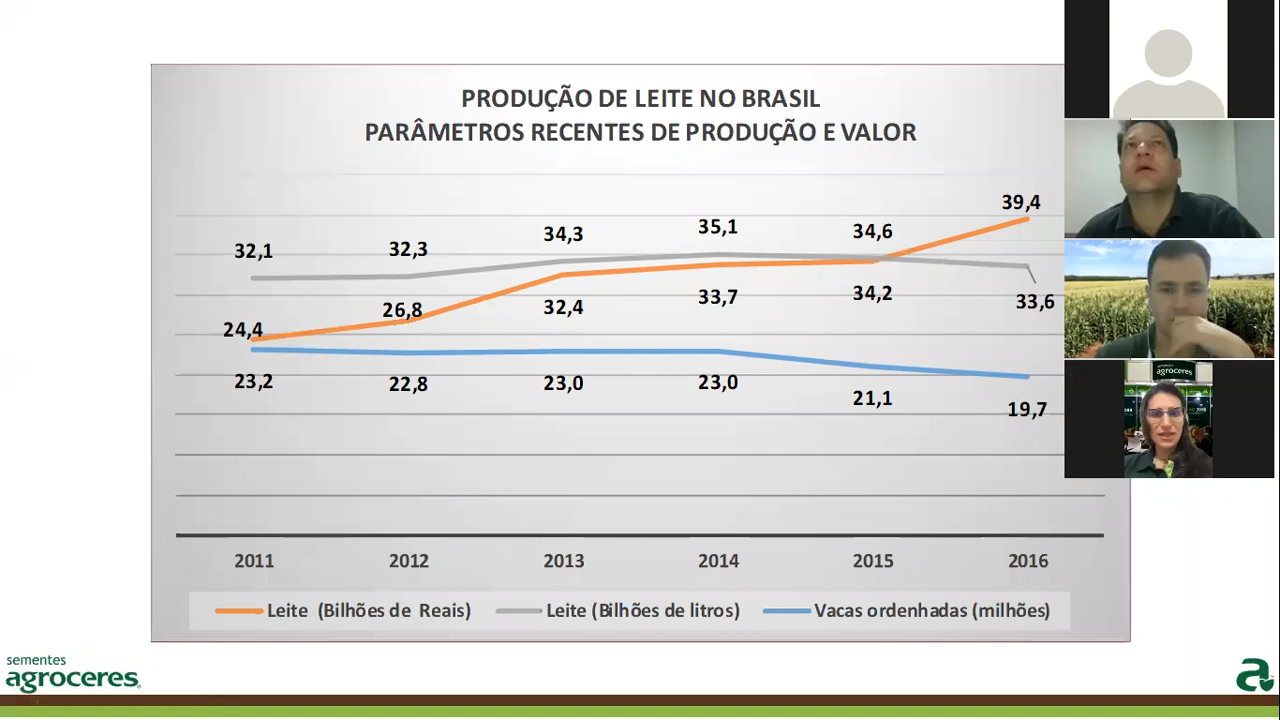 PRODUÇÃO DE LEITE NO BRASIL
PARÂMETROS RECENTES DE PRODUÇÃO E VALOR
39,4
32,1
32,3
34,3
35,1
34,6
24,4
26,8
32,4
33,7
34,2
33,6
23,2
22,8
23,0
23,0
21,1
19,7
2011
2012
2013
2014
2015
2016
Leite (Bilhões de Reais)
Leite (Bilhões de litros)
Vacas ordenhadas (milhões)
agroceres
sementes
agroceres
a